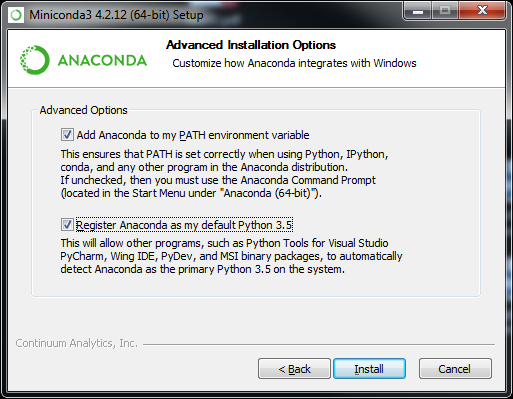 Miniconda3 4.2.12 (64-bit) Setup
ANACONDA
Advanced Installation Options
Customize how Anaconda integrates with Windows
Advanced Options
Add Anaconda to my PATH environment variable
This ensures that PATH is set correctly when using Python, IPython,
conda, and any other program in the Anaconda distribution.
If unchecked, then you must use the Anaconda Command Prompt
(located in the Start Menu under "Anaconda (64-bit)").
Register Anaconda as my default Python 3.5
This will allow other programs, such as Python Tools for Visual Studio
PyCharm, Wing IDE, PyDev, and MSI binary packages, to automatically
detect Anaconda as the primary Python 3.5 on the system.
Continuum Analytics, Inc.
< Back
Install
Cancel